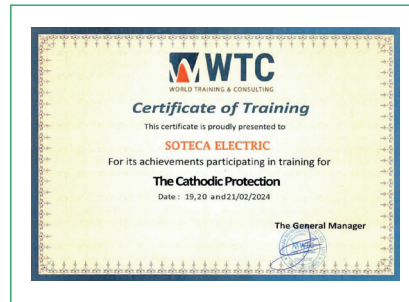 WTC
WORLD TRAINING & CONSULTING
Certificate of Training
This certificate is proudly presented to
SOTECA ELECTRIC
For its achievements participating in training for
The Cathodic Protection
Date : 19,20 and21/02/2024
The General Manager